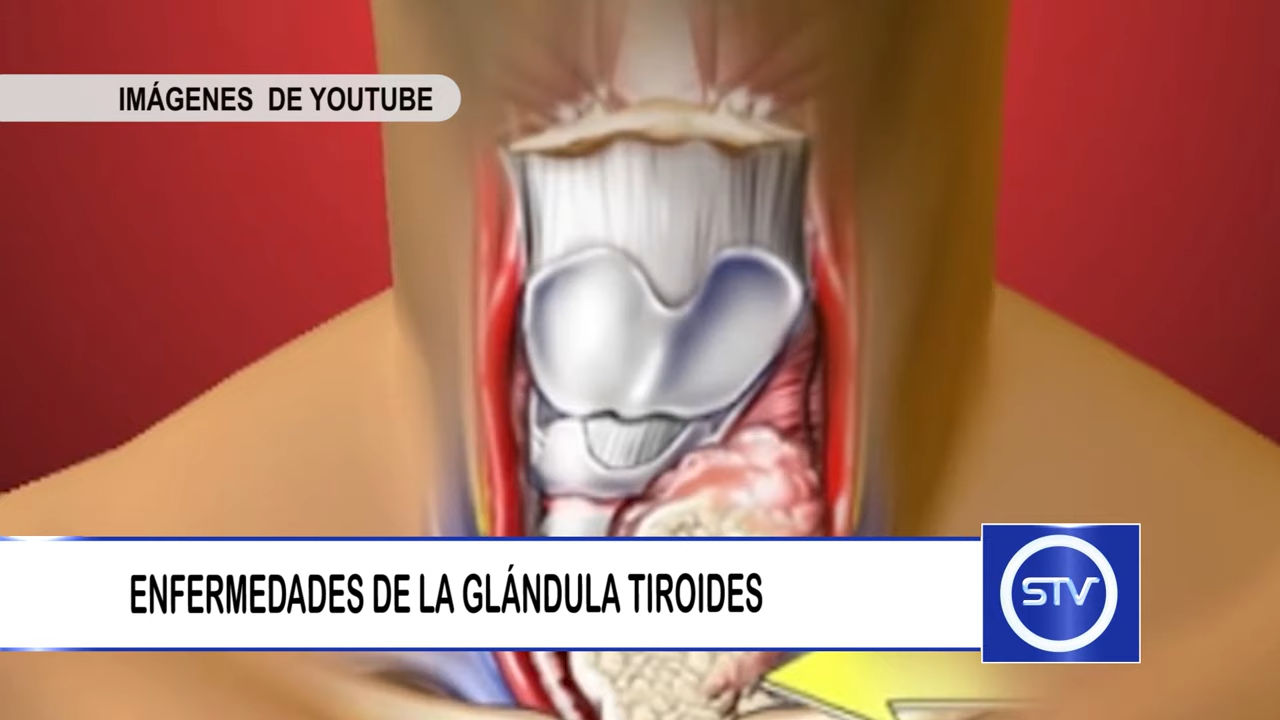 IMÁGENES DE YOUTUBE
ENFERMEDADES DE LA GLÁNDULA TIROIDES
STV